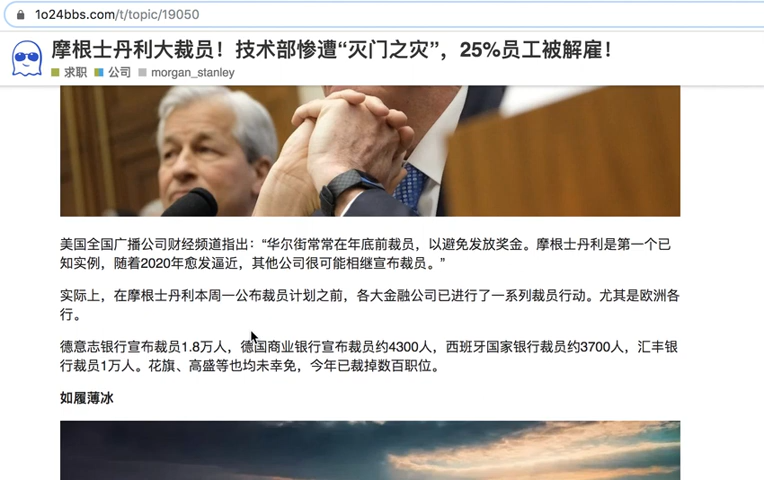 1o24bbs.com/t/topic/19050
摩根士丹利大裁员！技术部惨遭“灭门之灾”，25%员工被解雇！
求职 公司 morgan_stanley
美国全国广播公司财经频道指出：“华尔街常常在年底前裁员，以避免发放奖金。摩根士丹利是第一个已
知实例，随着2020年愈发逼近，其他公司很可能相继宣布裁员。”
实际上，在摩根士丹利本周一公布裁员计划之前，各大金融公司已进行了一系列裁员行动。尤其是欧洲各
行。
德意志银行宣布裁员1.8万人，德国商业银行宣布裁员约4300人，西班牙国家银行裁员约3700人，汇丰银
行裁员1万人。花旗、高盛等也均未幸免，今年已裁掉数百职位。
如履薄冰